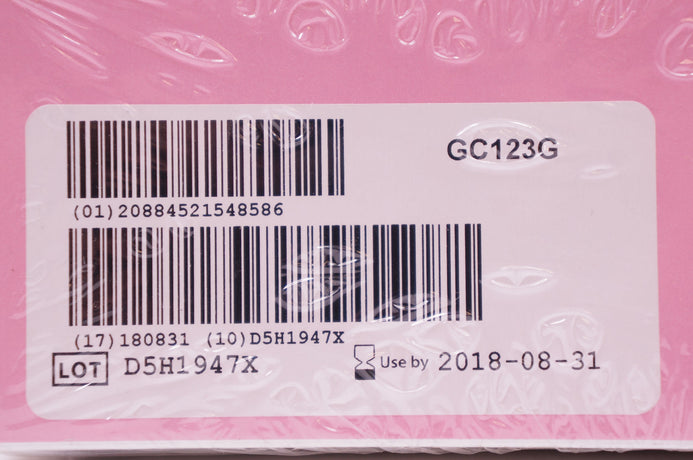 GC123G
(01)20884521548586
(17)180831 (10)D5H1947X
LOT D5H1947X
Use by 2018-08-31